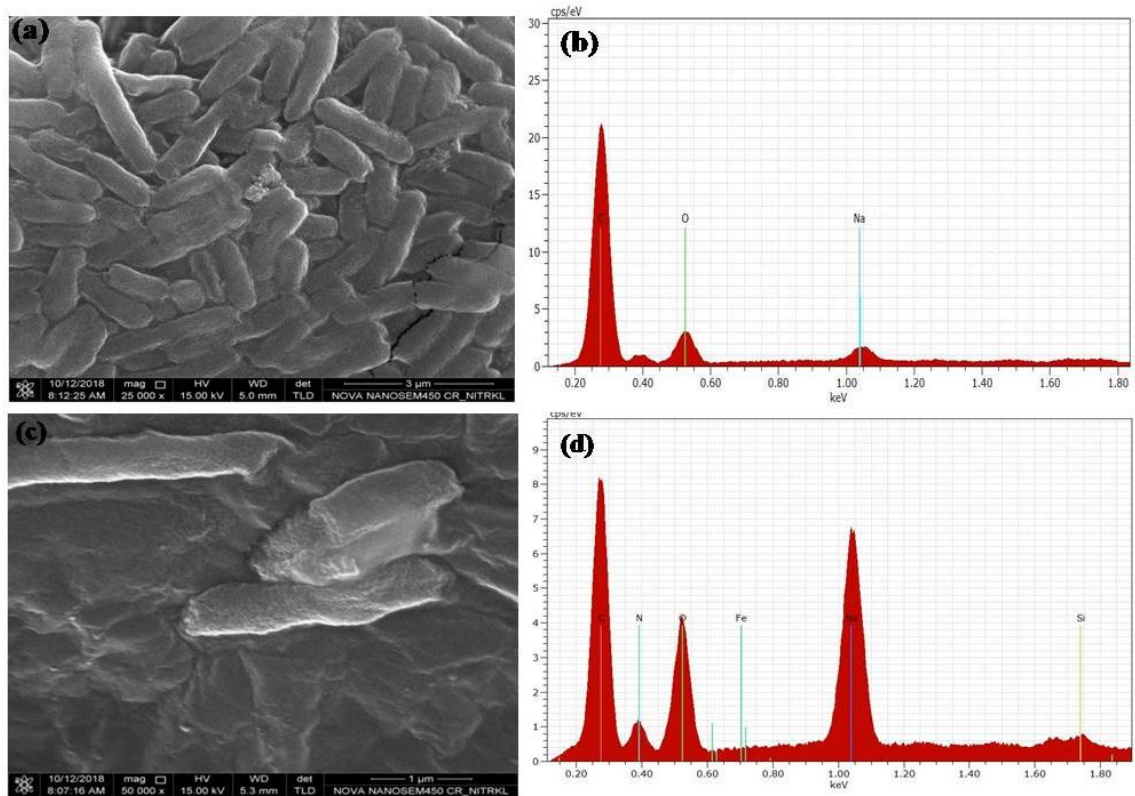 (a)
10/12/2018 mag HV WD det 3 µm
8:12:25 AM 25 000 x 15.00 kV 5.0 mm TLD NOVA NANOSEM450 CR_NITRKL
cps/eV
(b)
30
25
20
15
10
5
0
C O Na
0.20 0.40 0.60 0.80 1.00 1.20 1.40 1.60 1.80
keV
(c)
10/12/2018 mag HV WD det 1 µm
8:07:16 AM 50 000 x 15.00 kV 5.3 mm TLD NOVA NANOSEM450 CR_NITRKL
cps/eV
(d)
9
8
7
6
5
4
3
2
1
0
C N O Fe Na Si
0.20 0.40 0.60 0.80 1.00 1.20 1.40 1.60 1.80
keV